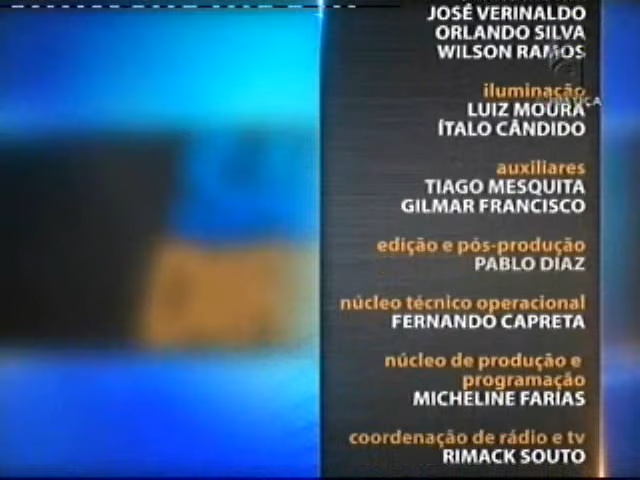 JOSÉ VERINALDO
ORLANDO SILVA
WILSON RAMOS
iluminação
LUIZ MOURA
ÍTALO CÂNDIDO
auxiliares
TIAGO MESQUITA
GILMAR FRANCISCO
edição e pós-produção
PABLO DÍAZ
núcleo técnico operacional
FERNANDO CAPRETA
núcleo de produção e
programação
MICHELINE FARIAS
coordenação de rádio e tv
RIMACK SOUTO